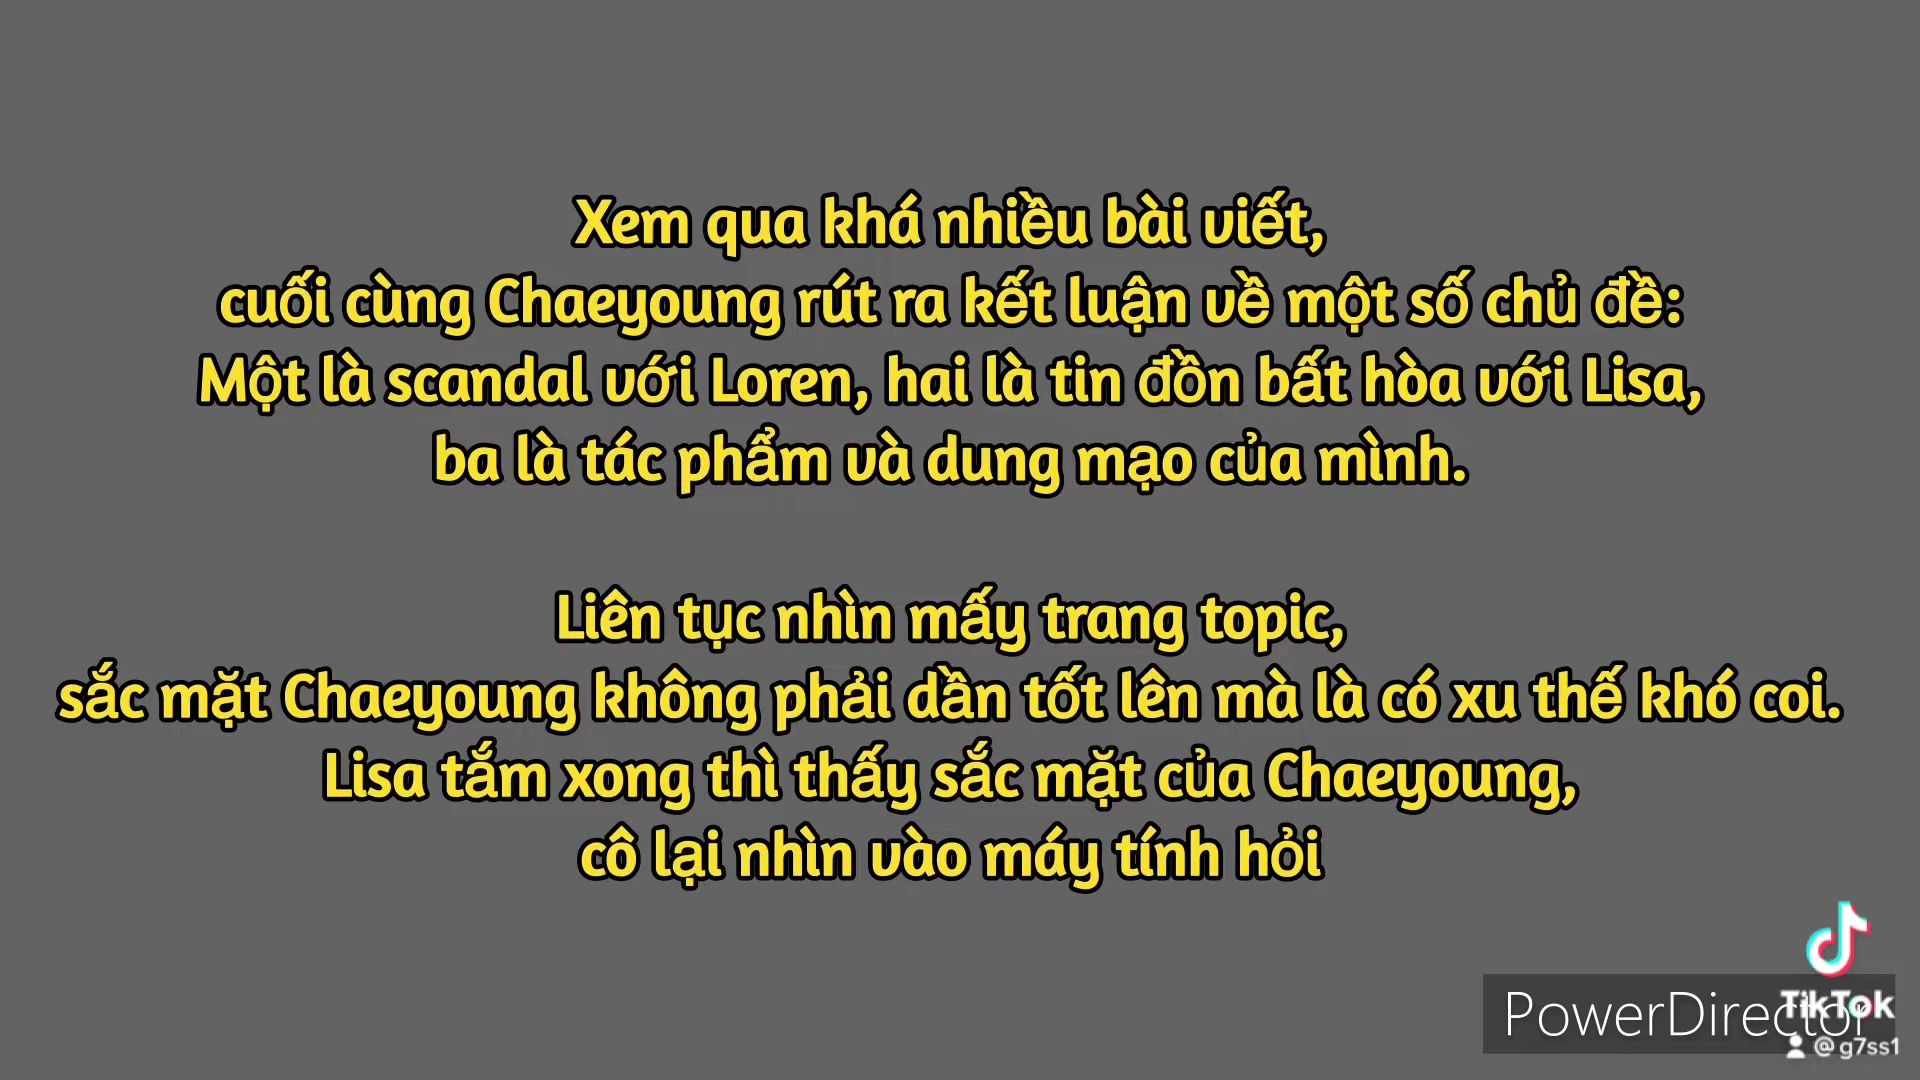 Xem qua khá nhiều bài viết,
cuối cùng Chaeyoung rút ra kết luận về một số chủ đề:
Một là scandal với Loren, hai là tin đồn bất hòa với Lisa,
ba là tác phẩm và dung mạo của mình.
Liên tục nhìn mấy trang topic,
sắc mặt Chaeyoung không phải dần tốt lên mà là có xu thế khó coi.
Lisa tắm xong thì thấy sắc mặt của Chaeyoung,
cô lại nhìn vào máy tính hỏi
TikTok
PowerDirector
@g7ss1